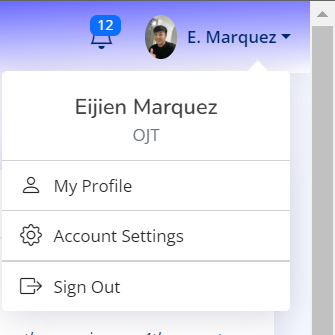 12
E. Marquez
Eijien Marquez
OJT
My Profile
Account Settings
Sign Out